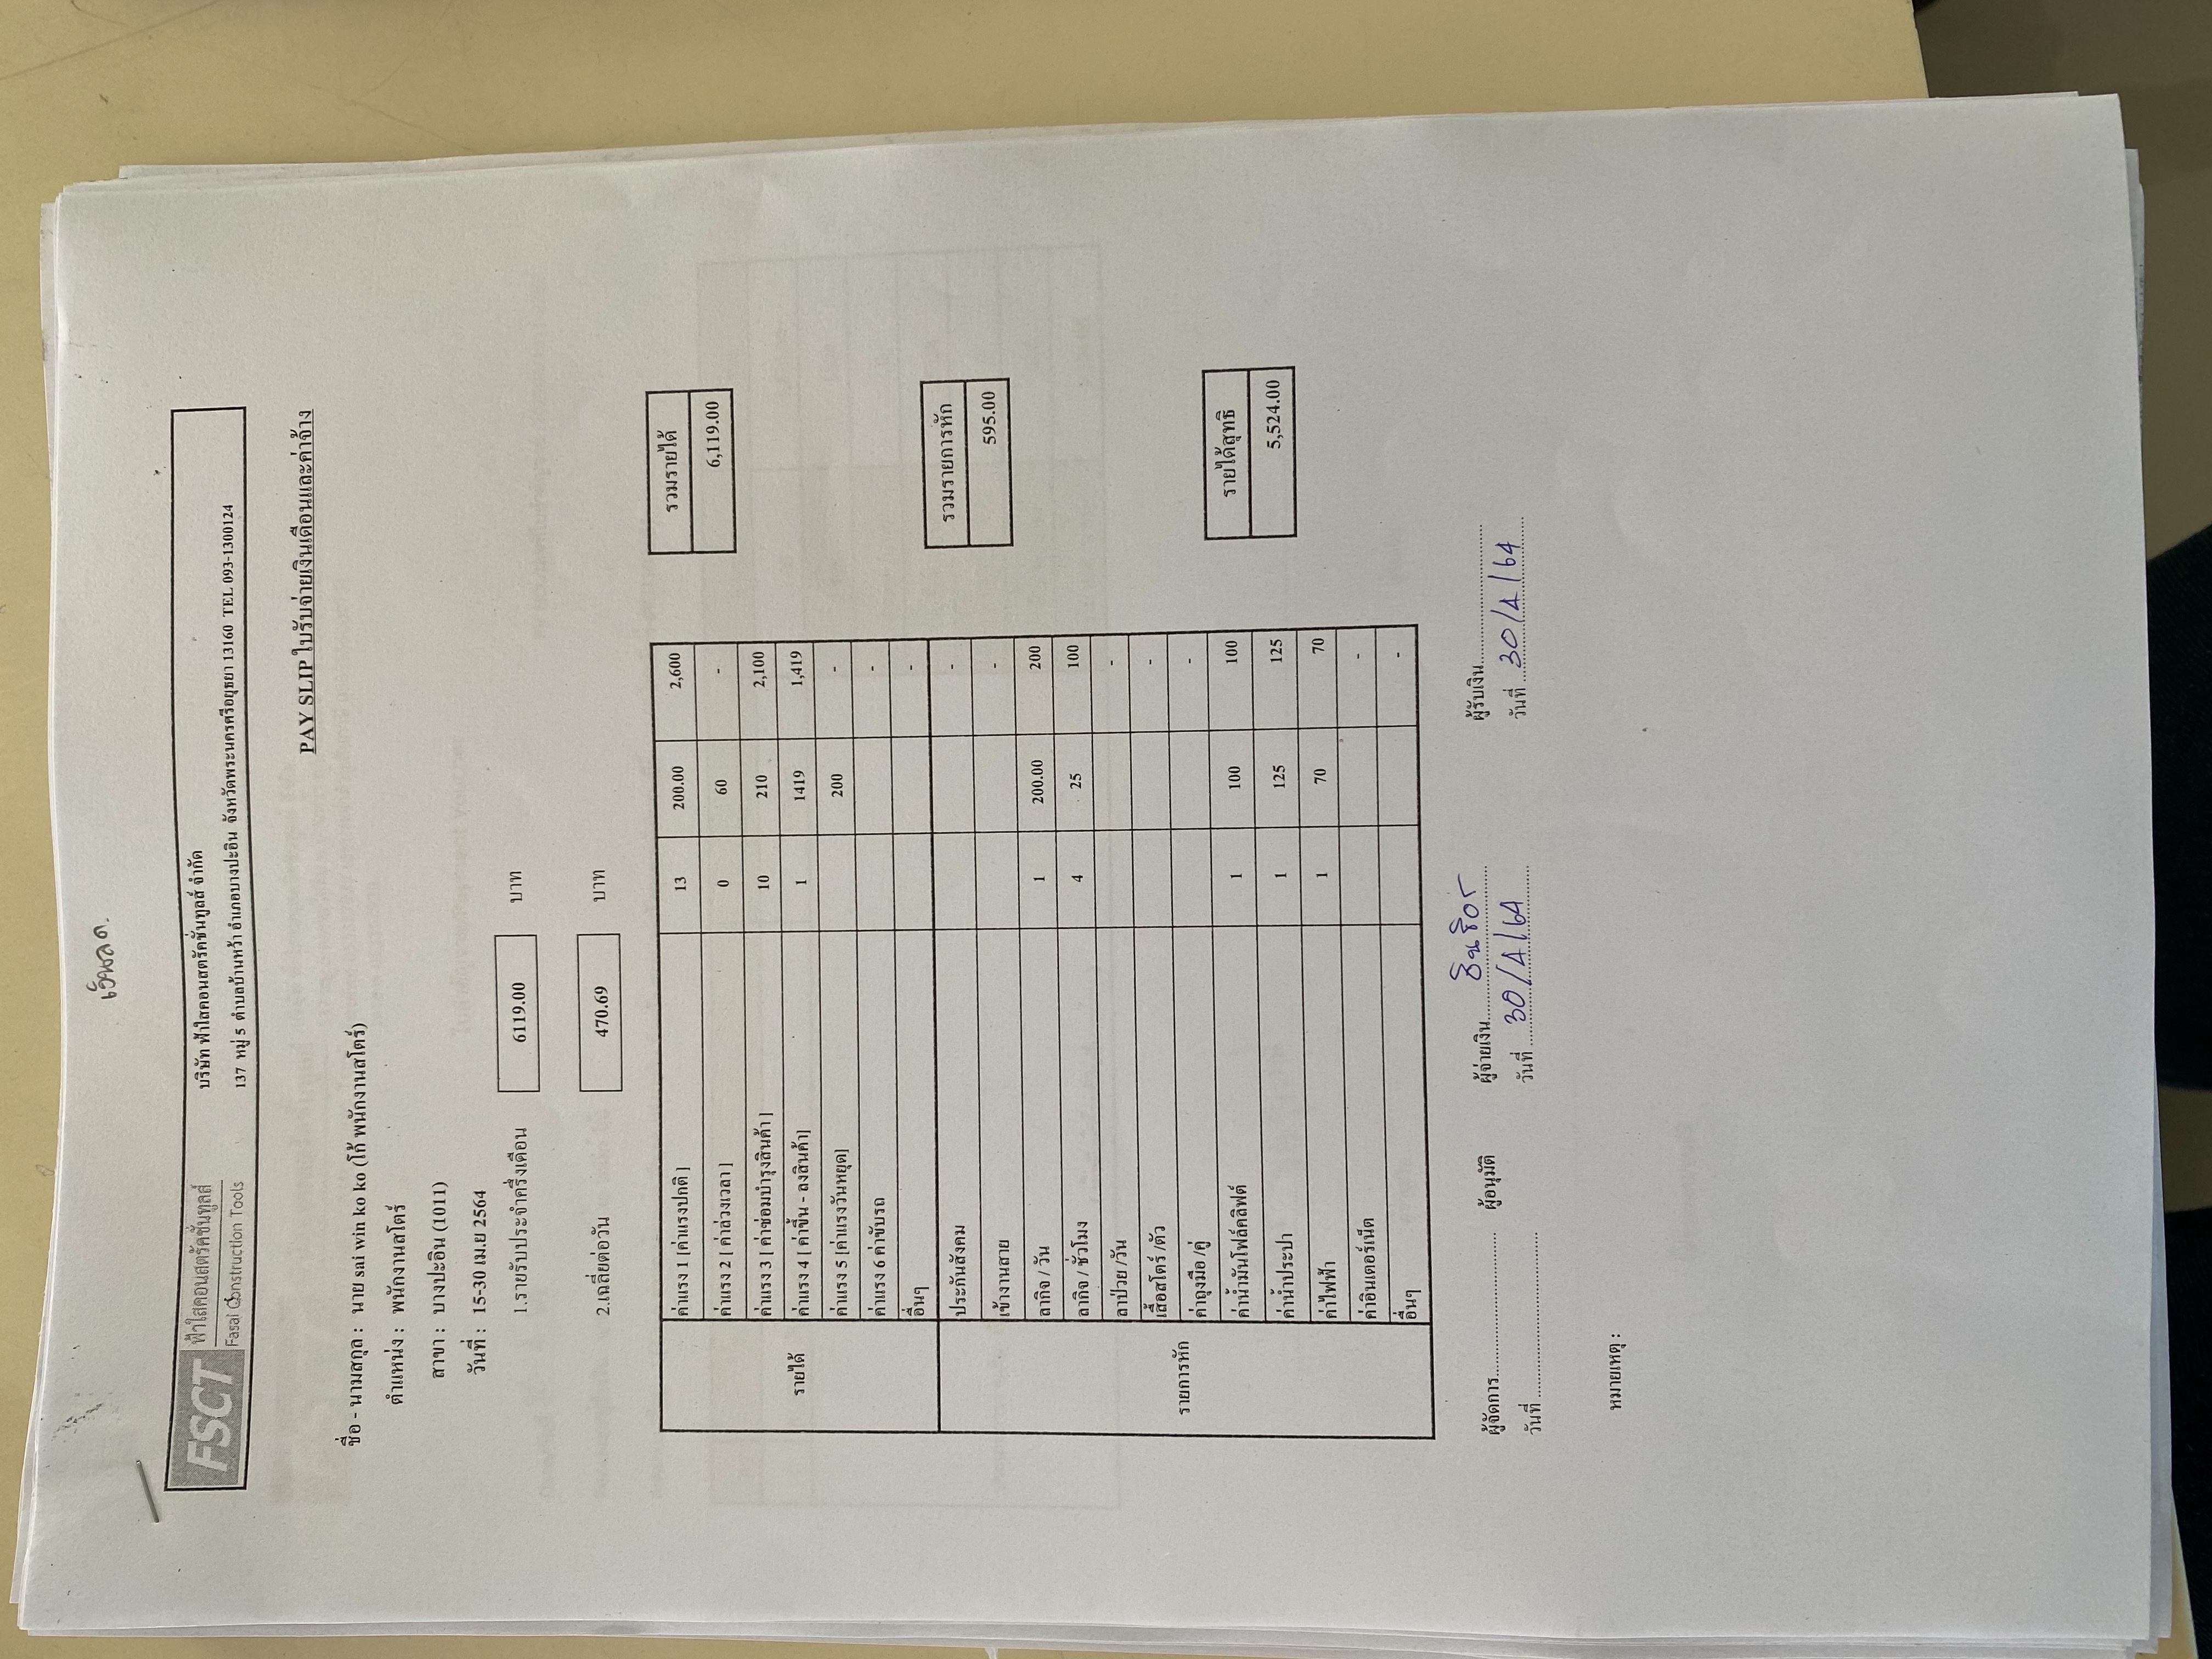 FSCT
ฟ้าใสคอนสตรัคชั่นทูลส์
Fasai Construction Tools
บริษัท ฟ้าใสคอนสตรัคชั่นทูลส์ จำกัด
137 หมู่ 5 ตำบลบ้านหว้า อำเภอบางปะอิน จังหวัดพระนครศรีอยุธยา 13160 TEL 093-1300124
PAY SLIP ใบรับจ่ายเงินเดือนและค่าจ้าง
ชื่อ - นามสกุล : นาย sai win ko ko (โก้ พนักงานสโตร์)
ตำแหน่ง : พนักงานสโตร์
สาขา : บางปะอิน (1011)
วันที่ : 15-30 เม.ย 2564
1.รายรับประจำครึ่งเดือน 6119.00 บาท
2.เฉลี่ยต่อวัน 470.69 บาท
รายได้
ค่าแรง 1 [ค่าแรงปกติ ] 13 200.00 2,600
ค่าแรง 2 [ ค่าล่วงเวลา ] 0 60 -
ค่าแรง 3 [ ค่าซ่อมบำรุงสินค้า ] 10 210 2,100
ค่าแรง 4 [ ค่าขึ้น - ลงสินค้า] 1 1419 1,419
ค่าแรง 5 [ค่าแรงวันหยุด] 200 -
ค่าแรง 6 ค่าขับรถ -
อื่นๆ -
รวมรายได้
6,119.00
รายการหัก
ประกันสังคม -
เข้างานสาย -
ลากิจ / วัน 1 200.00 200
ลากิจ / ชั่วโมง 4 25 100
ลาป่วย /วัน -
เสื้อสโตร์ /ตัว -
ค่าถุงมือ /คู่ -
ค่าน้ำมันโฟล์คลิฟต์ 1 100 100
ค่าน้ำประปา 1 125 125
ค่าไฟฟ้า 1 70 70
ค่าอินเตอร์เน็ต -
อื่นๆ -
รวมรายการหัก
595.00
รายได้สุทธิ
5,524.00
ผู้จัดการ.................................. ผู้อนุมัติ ผู้จ่ายเงิน.................................... ผู้รับเงิน.................................
วันที่ ....................................... วันที่ 30/4/64 วันที่ 30/4/64
หมายเหตุ :